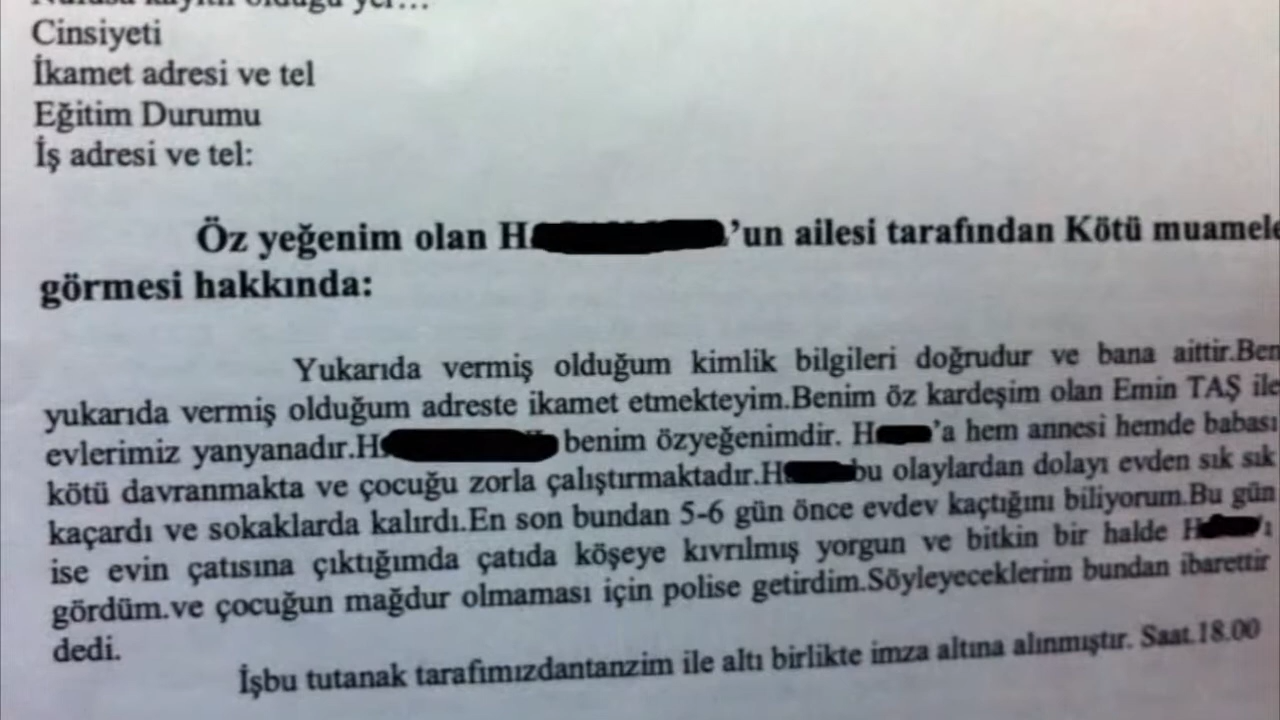 Cinsiyeti
İkamet adresi ve tel
Eğitim Durumu
İş adresi ve tel:
Öz yeğenim olan H 'un ailesi tarafından Kötü muamele
görmesi hakkında:
Yukarıda vermiş olduğum kimlik bilgileri doğrudur ve bana aittir.Ben
yukarıda vermiş olduğum adreste ikamet etmekteyim.Benim öz kardeşim olan Emin TAŞ ile
evlerimiz yanyanadır.H benim özyeğenimdir. H 'a hem annesi hemde babası
kötü davranmakta ve çocuğu zorla çalıştırmaktadır.H bu olaylardan dolayı evden sık sık
kaçardı ve sokaklarda kalırdı.En son bundan 5-6 gün önce evdev kaçtığını biliyorum.Bu gün
ise evin çatısına çıktığımda çatıda köşeye kıvrılmış yorgun ve bitkin bir halde H 'ı
gördüm.ve çocuğun mağdur olmaması için polise getirdim.Söyleyeceklerim bundan ibarettir
dedi.
İşbu tutanak tarafımızdantanzim ile altı birlikte imza altına alınmıştır. Saat.18.00